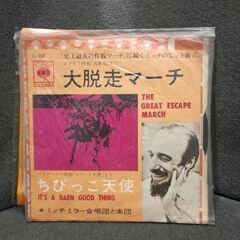 「史上最大の作戦マーチ」に続くミッチのヒット曲
大脱走マーチ
THE
GREAT ESCAPE
MARCH
COLUMBIA
ちびっこ天使
IT'S A DARN GOOD THING
★ミッチ・ミラー合唱団と楽団